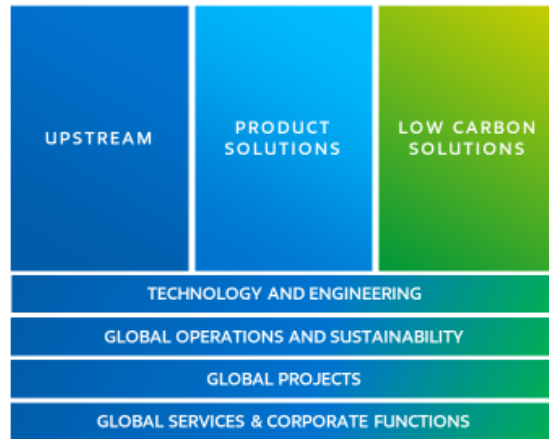 UPSTREAM
PRODUCT
SOLUTIONS
LOW CARBON
SOLUTIONS
TECHNOLOGY AND ENGINEERING
GLOBAL OPERATIONS AND SUSTAINABILITY
GLOBAL PROJECTS
GLOBAL SERVICES & CORPORATE FUNCTIONS